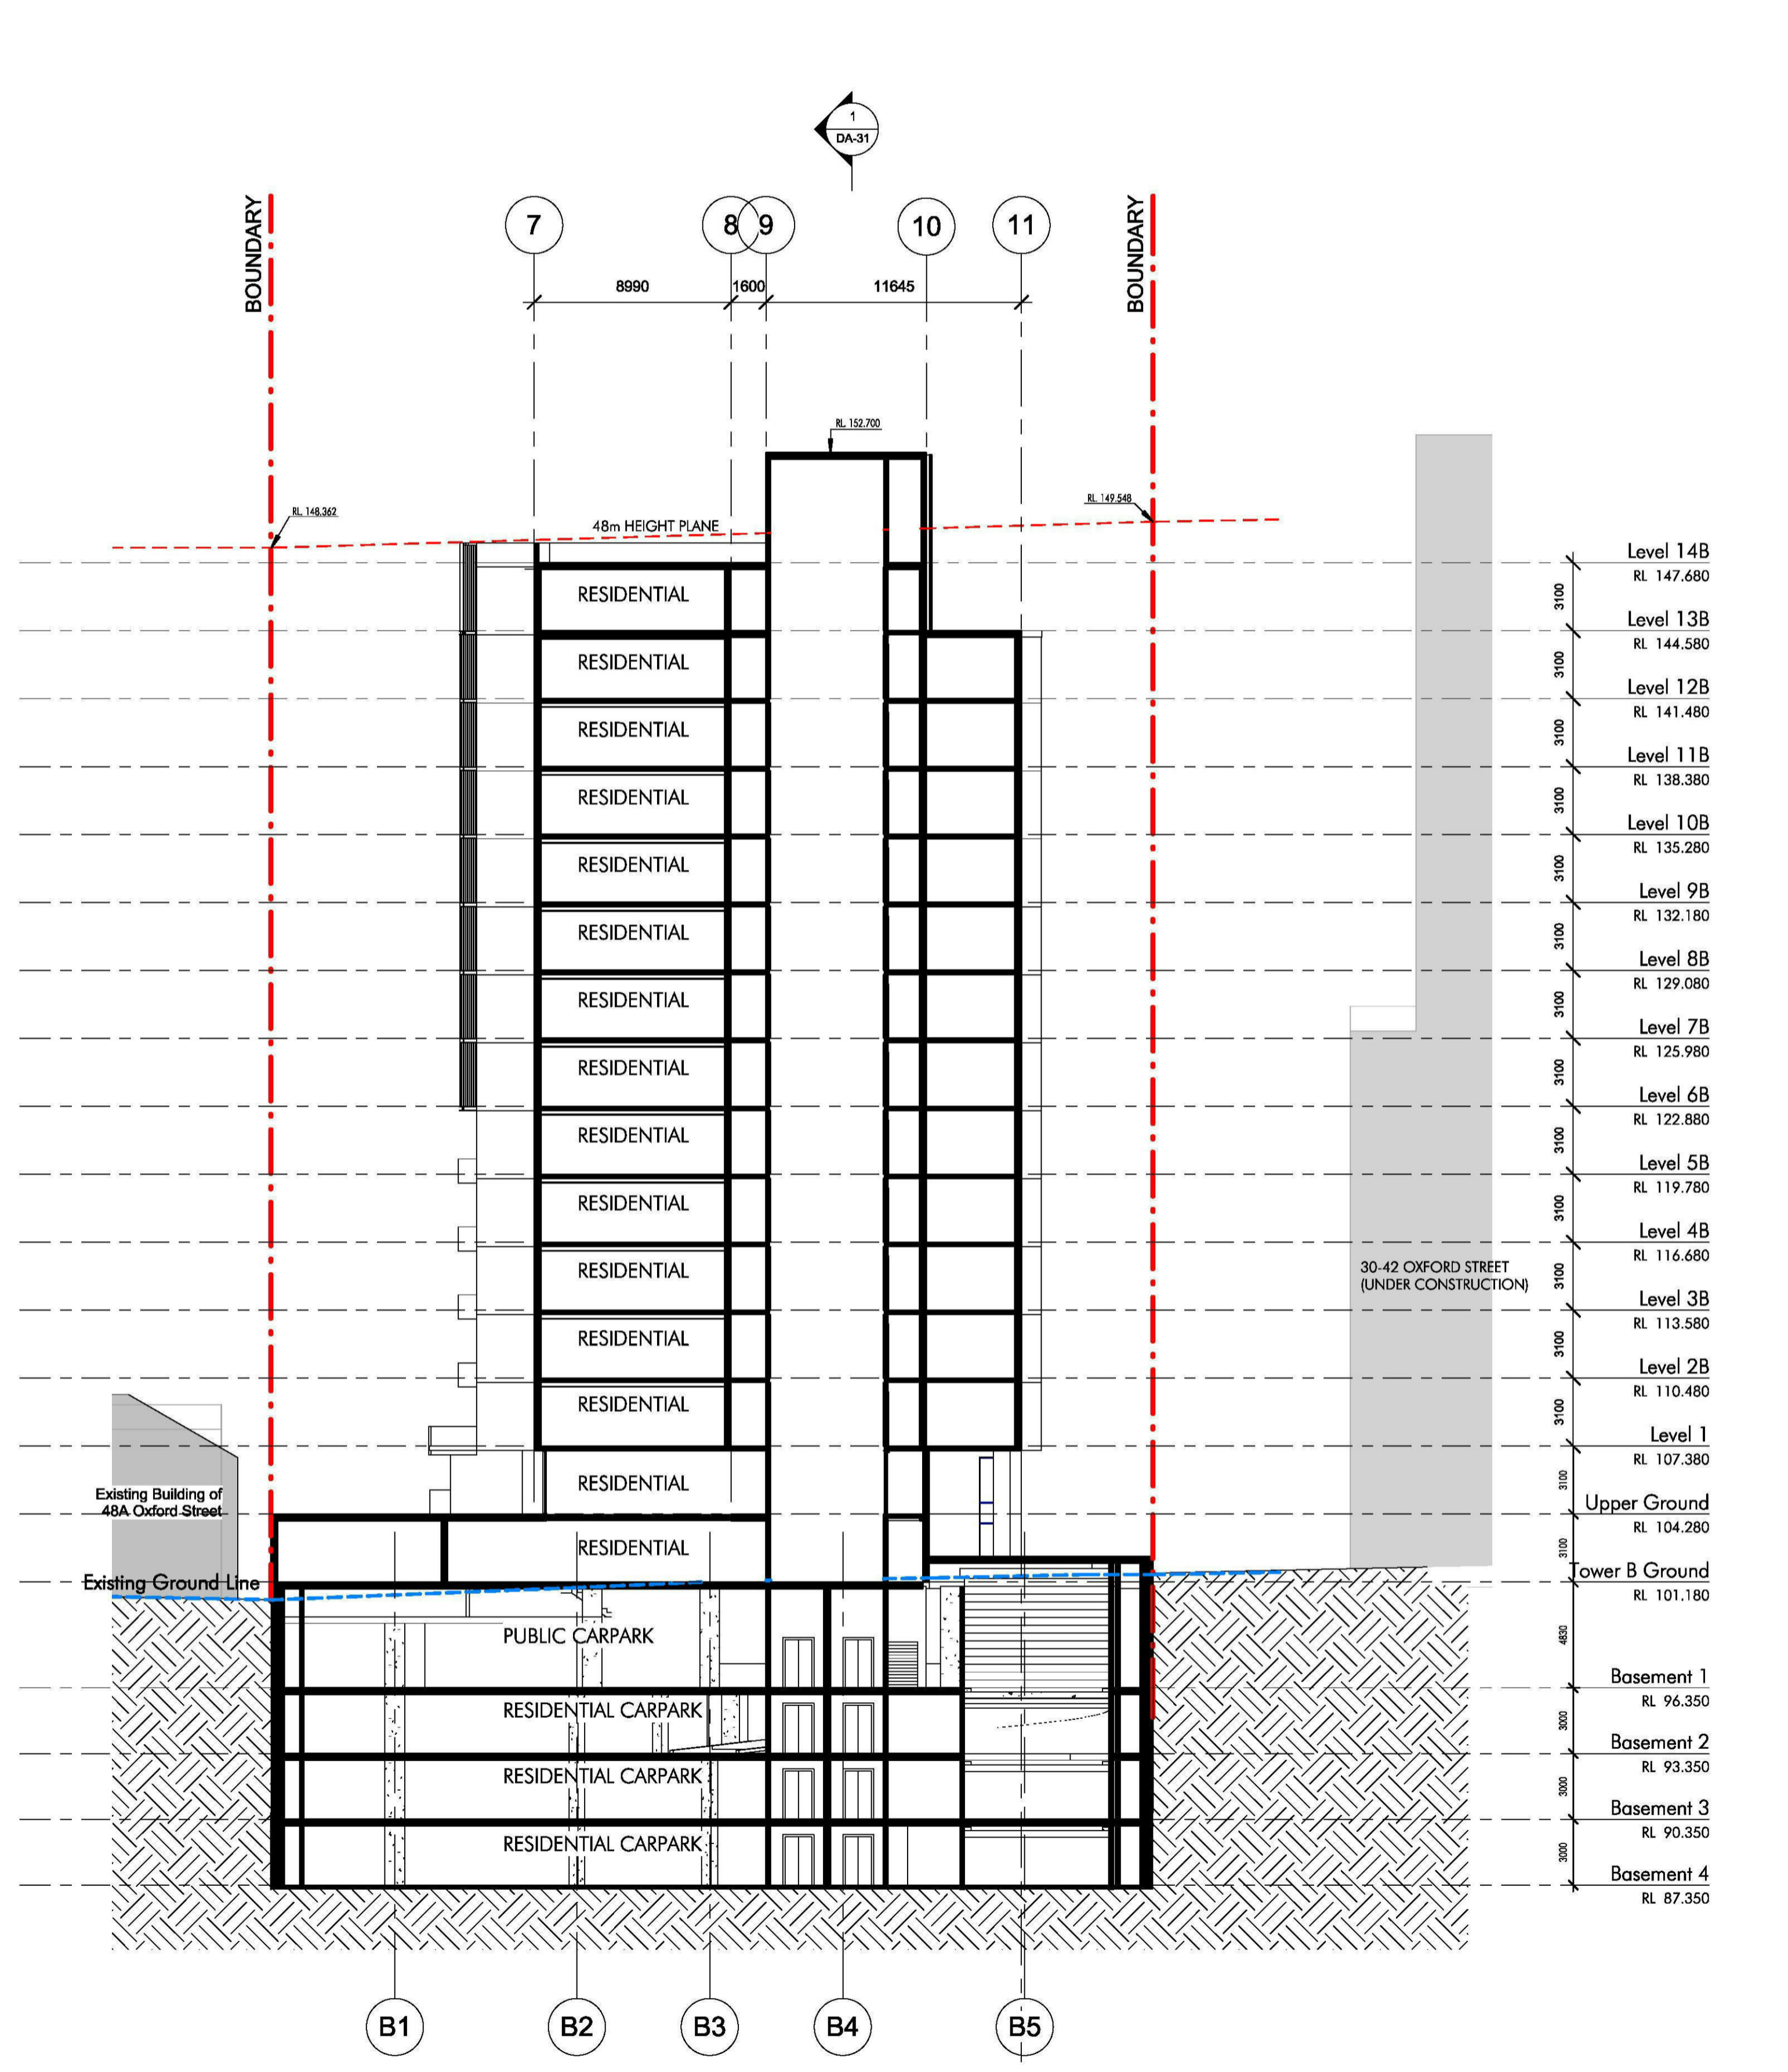 1
DA-31
BOUNDARY
BOUNDARY
7
8
9
10
11
8990
1600
11645
RL 152.700
RL 148.362
RL 149.548
48m HEIGHT PLANE
Level 14B
RL 147.680
RESIDENTIAL
3100
Level 13B
RL 144.580
RESIDENTIAL
3100
Level 12B
RL 141.480
RESIDENTIAL
3100
Level 11B
RL 138.380
RESIDENTIAL
3100
Level 10B
RL 135.280
RESIDENTIAL
3100
Level 9B
RL 132.180
RESIDENTIAL
3100
Level 8B
RL 129.080
RESIDENTIAL
3100
Level 7B
RL 125.980
RESIDENTIAL
3100
Level 6B
RL 122.880
RESIDENTIAL
3100
Level 5B
RL 119.780
RESIDENTIAL
3100
Level 4B
RL 116.680
RESIDENTIAL
3100
30-42 OXFORD STREET
(UNDER CONSTRUCTION)
Level 3B
RL 113.580
RESIDENTIAL
3100
Level 2B
RL 110.480
RESIDENTIAL
3100
Level 1
RL 107.380
RESIDENTIAL
3100
Existing Building of
48A Oxford Street
Upper Ground
RL 104.280
RESIDENTIAL
3100
Existing Ground Line
Tower B Ground
RL 101.180
PUBLIC CARPARK
4830
Basement 1
RL 96.350
RESIDENTIAL CARPARK
3000
Basement 2
RL 93.350
RESIDENTIAL CARPARK
3000
Basement 3
RL 90.350
RESIDENTIAL CARPARK
3000
Basement 4
RL 87.350
B1
B2
B3
B4
B5